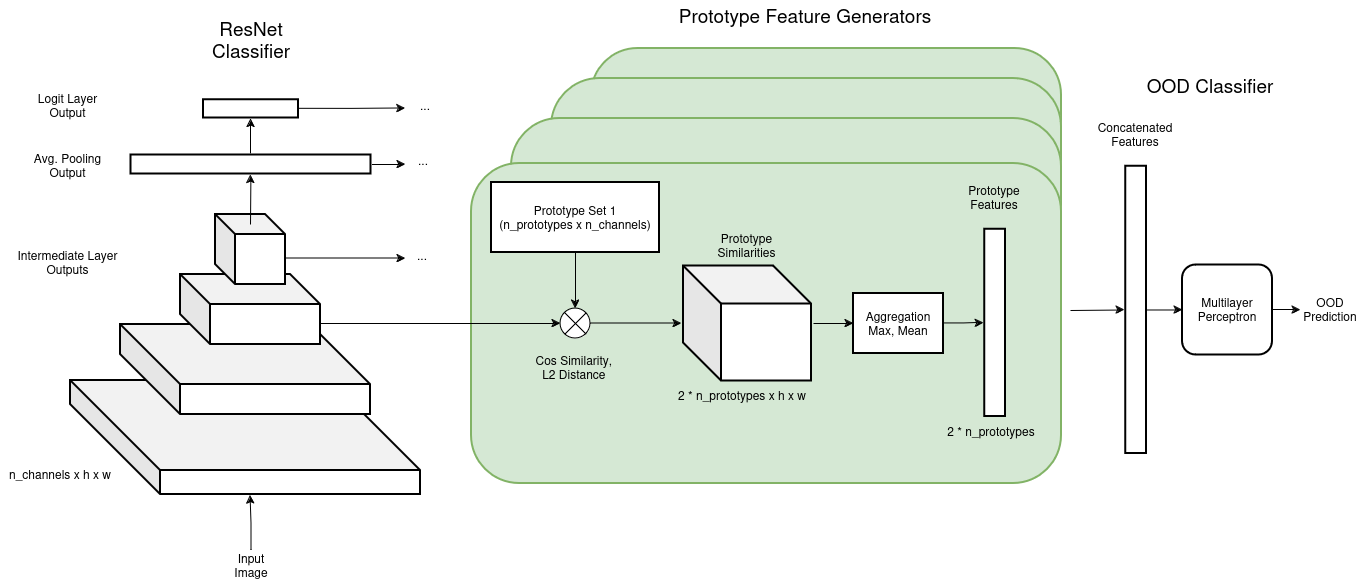 ResNet
Classifier
Prototype Feature Generators
OOD Classifier
Logit Layer
Output
...
Avg. Pooling
Output
...
Intermediate Layer
Outputs
...
n_channels x h x w
Input
Image
Prototype Set 1
(n_prototypes x n_channels)
Cos Similarity,
L2 Distance
Prototype
Similarities
2 * n_prototypes x h x w
Aggregation
Max, Mean
Prototype
Features
2 * n_prototypes
Concatenated
Features
Multilayer
Perceptron
OOD
Prediction